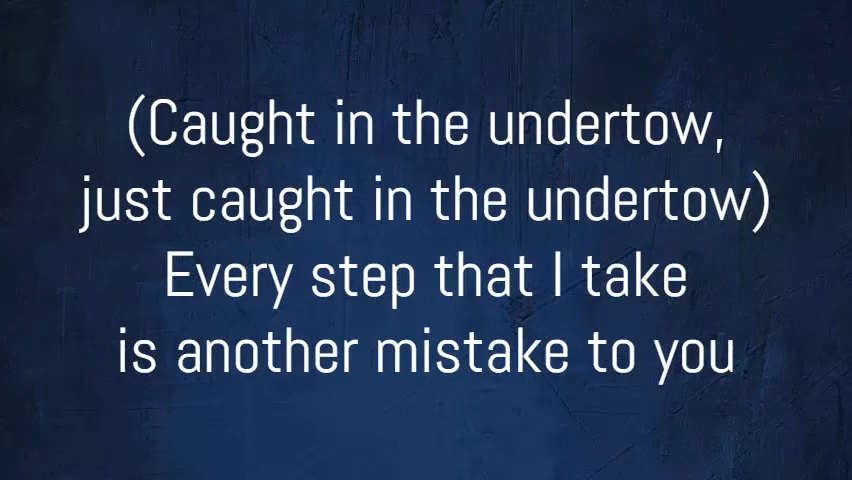 (Caught in the undertow,
just caught in the undertow)
Every step that I take
is another mistake to you